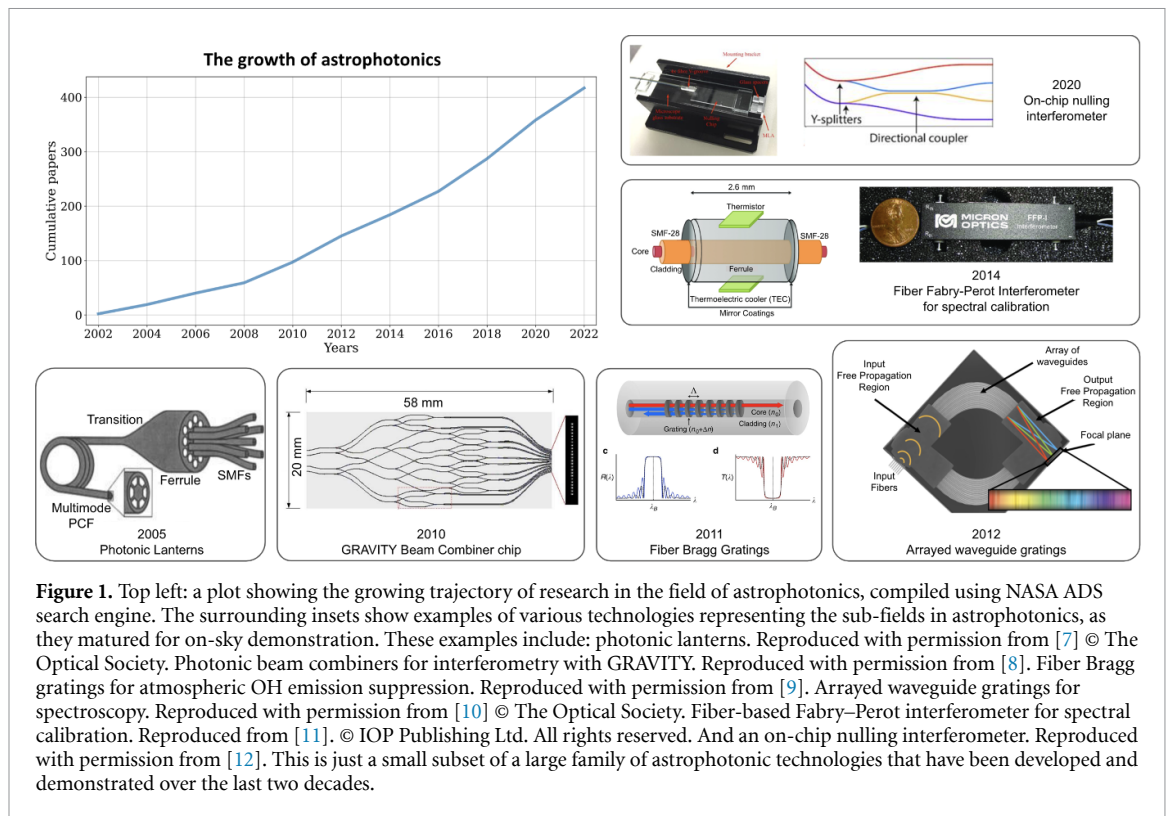 The growth of astrophotonics
Cumulative papers
400
300
200
100
0
2002 2004 2006 2008 2010 2012 2014 2016 2018 2020 2022
Years
Mounting bracket
MLA
Y-splitters
Directional coupler
2020
On-chip nulling
interferometer
2.6 mm
Thermistor
SMF-28
SMF-28
Core
Cladding
Ferrule
Thermoelectric cooler (TEC)
Mirror Coatings
MICRON
OPTICS
FFP-I
Interferometer
2014
Fiber Fabry-Perot Interferometer
for spectral calibration
Transition
Ferrule
SMFs
Multimode
PCF
2005
Photonic Lanterns
58 mm
20 mm
2010
GRAVITY Beam Combiner chip
Λ
Core (n₀)
Cladding (n₁)
Grating (n₀+Δn)
c
d
R(λ)
λ
λB
T(λ)
λ
λB
2011
Fiber Bragg Gratings
Input
Free Propagation
Region
Array of
waveguides
Output
Free Propagation
Region
Focal plane
Input
Fibers
2012
Arrayed waveguide gratings
Figure 1. Top left: a plot showing the growing trajectory of research in the field of astrophotonics, compiled using NASA ADS
search engine. The surrounding insets show examples of various technologies representing the sub-fields in astrophotonics, as
they matured for on-sky demonstration. These examples include: photonic lanterns. Reproduced with permission from [7] © The
Optical Society. Photonic beam combiners for interferometry with GRAVITY. Reproduced with permission from [8]. Fiber Bragg
gratings for atmospheric OH emission suppression. Reproduced with permission from [9]. Arrayed waveguide gratings for
spectroscopy. Reproduced with permission from [10] © The Optical Society. Fiber-based Fabry–Perot interferometer for spectral
calibration. Reproduced from [11]. © IOP Publishing Ltd. All rights reserved. And an on-chip nulling interferometer. Reproduced
with permission from [12]. This is just a small subset of a large family of astrophotonic technologies that have been developed and
demonstrated over the last two decades.